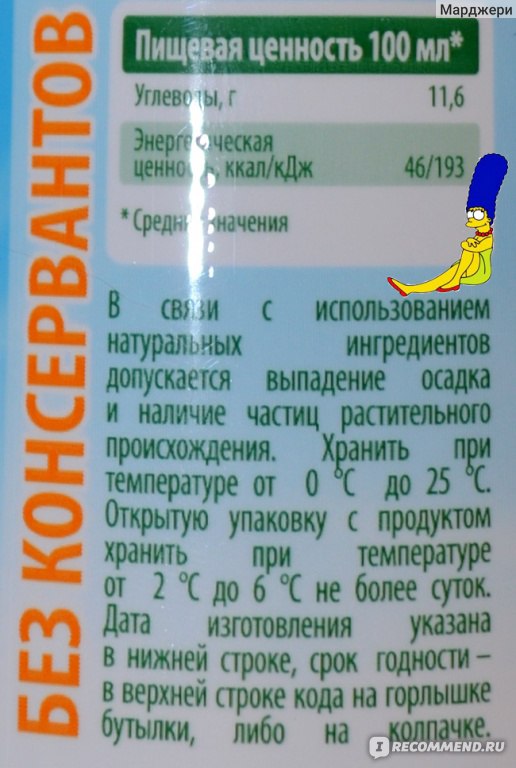 Марджери
Пищевая ценность 100 мл*
Углеводы, г 11,6
Энергетическая
ценность, ккал/кДж 46/193
* Средние значения
БЕЗ КОНСЕРВАНТОВ
В связи с использованием
натуральных ингредиентов
допускается выпадение осадка
и наличие частиц растительного
происхождения. Хранить при
температуре от 0 °С до 25 °С.
Открытую упаковку с продуктом
хранить при температуре
от 2 °С до 6 °С не более суток.
Дата изготовления указана
в нижней строке, срок годности –
в верхней строке кода на горлышке
бутылки, либо на колпачке.
IRECOMMEND.RU